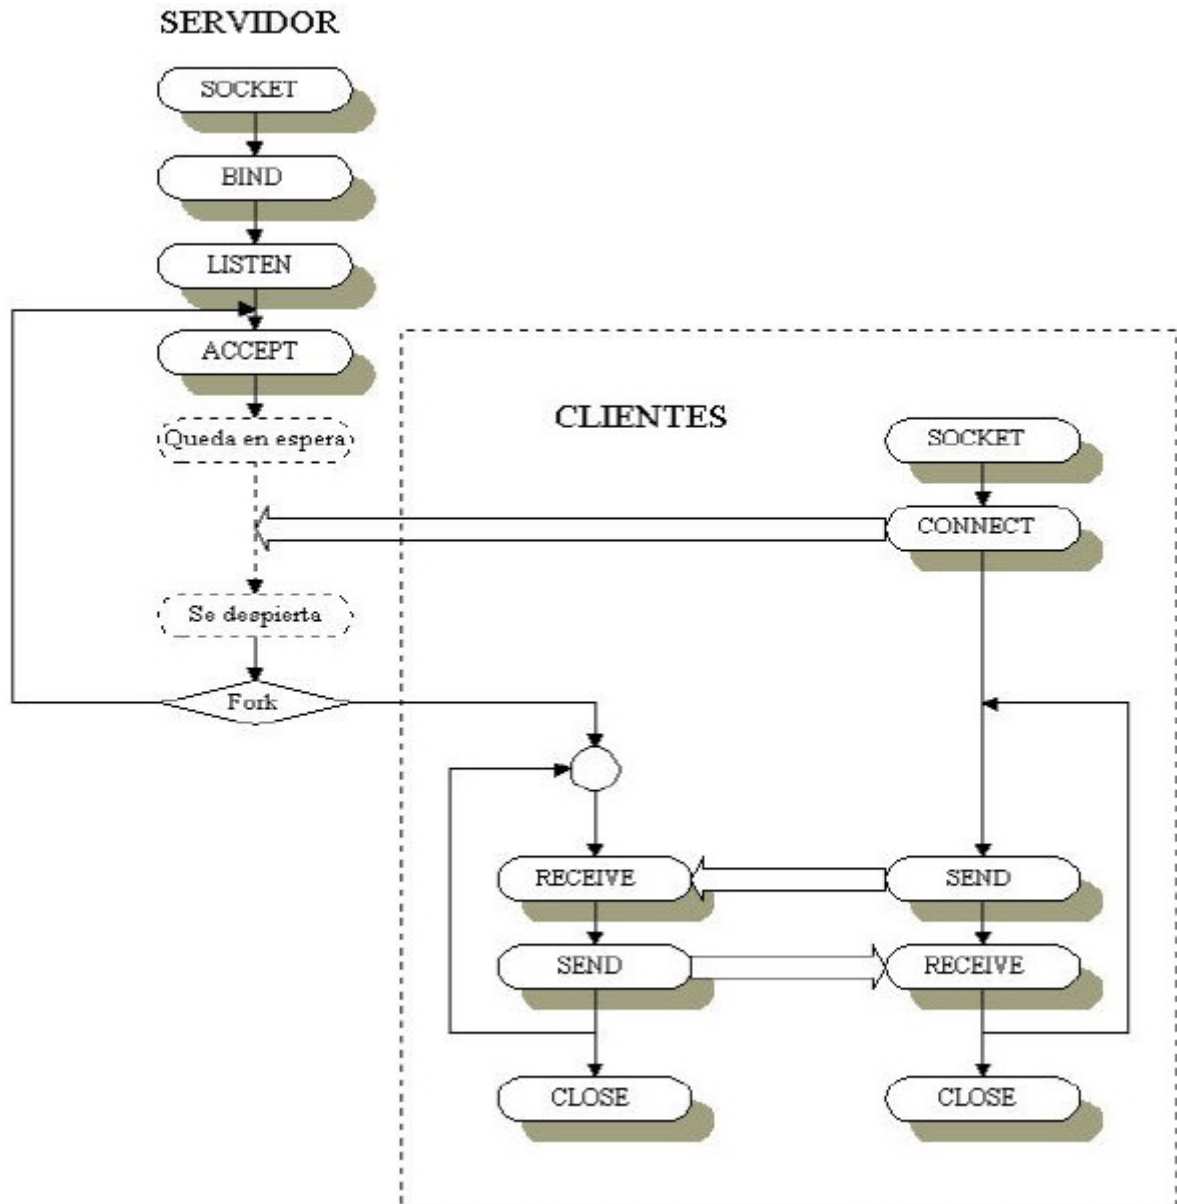 SERVIDOR
SOCKET
BIND
LISTEN
ACCEPT
Queda en espera
Se despierta
Fork
CLIENTES
SOCKET
CONNECT
RECEIVE
SEND
SEND
RECEIVE
CLOSE
CLOSE